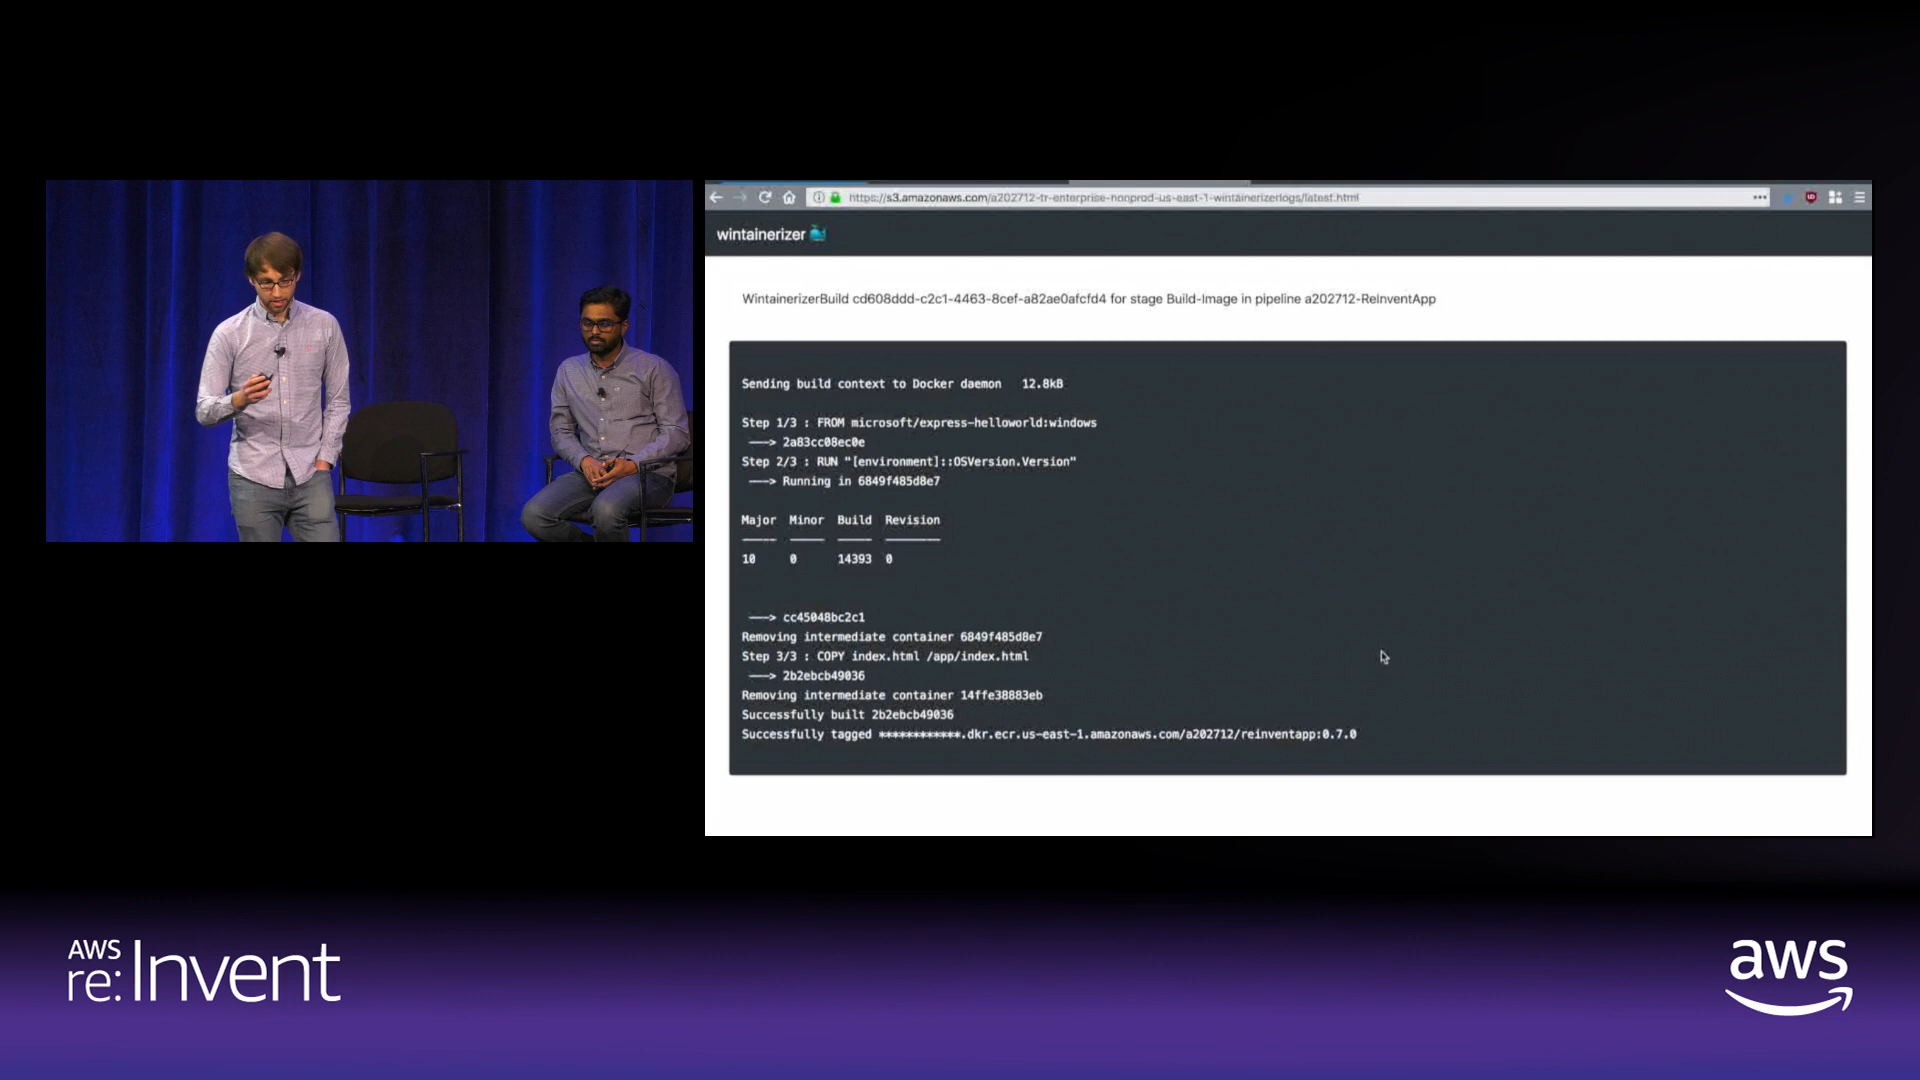 https://s3.amazonaws.com/a202712-tr-enterprise-nonprod-us-east-1-wintainerizerlogs/latest.html
wintainerizer
WintainerizerBuild cd608ddd-c2c1-4463-8cef-a82ae0afcfd4 for stage Build-Image in pipeline a202712-ReInventApp
Sending build context to Docker daemon 12.8kB
Step 1/3 : FROM microsoft/express-helloworld:windows
---> 2a83cc08ec0e
Step 2/3 : RUN "[environment]::OSVersion.Version"
---> Running in 6849f485d8e7
Major Minor Build Revision
----- ----- ----- --------
10 0 14393 0
---> cc45048bc2c1
Removing intermediate container 6849f485d8e7
Step 3/3 : COPY index.html /app/index.html
---> 2b2ebcb49036
Removing intermediate container 14ffe38883eb
Successfully built 2b2ebcb49036
Successfully tagged ************.dkr.ecr.us-east-1.amazonaws.com/a202712/reinventapp:0.7.0
AWS
re:Invent
aws